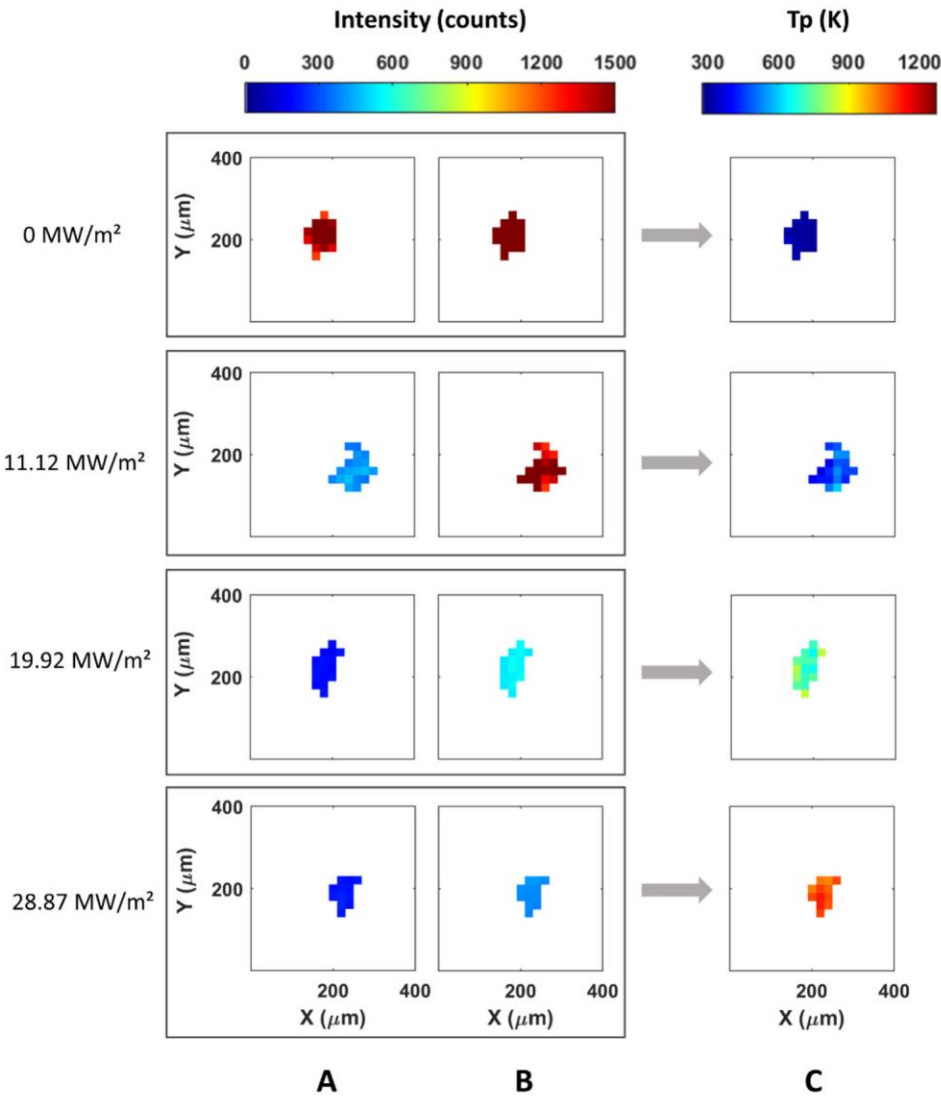 Intensity (counts)
Tp (K)
0 300 600 900 1200 1500
300 600 900 1200
0 MW/m²
400
200
Y (μm)
11.12 MW/m²
400
200
Y (μm)
19.92 MW/m²
400
200
Y (μm)
28.87 MW/m²
400
200
Y (μm)
200 400
200 400
200 400
X (μm)
X (μm)
X (μm)
A
B
C